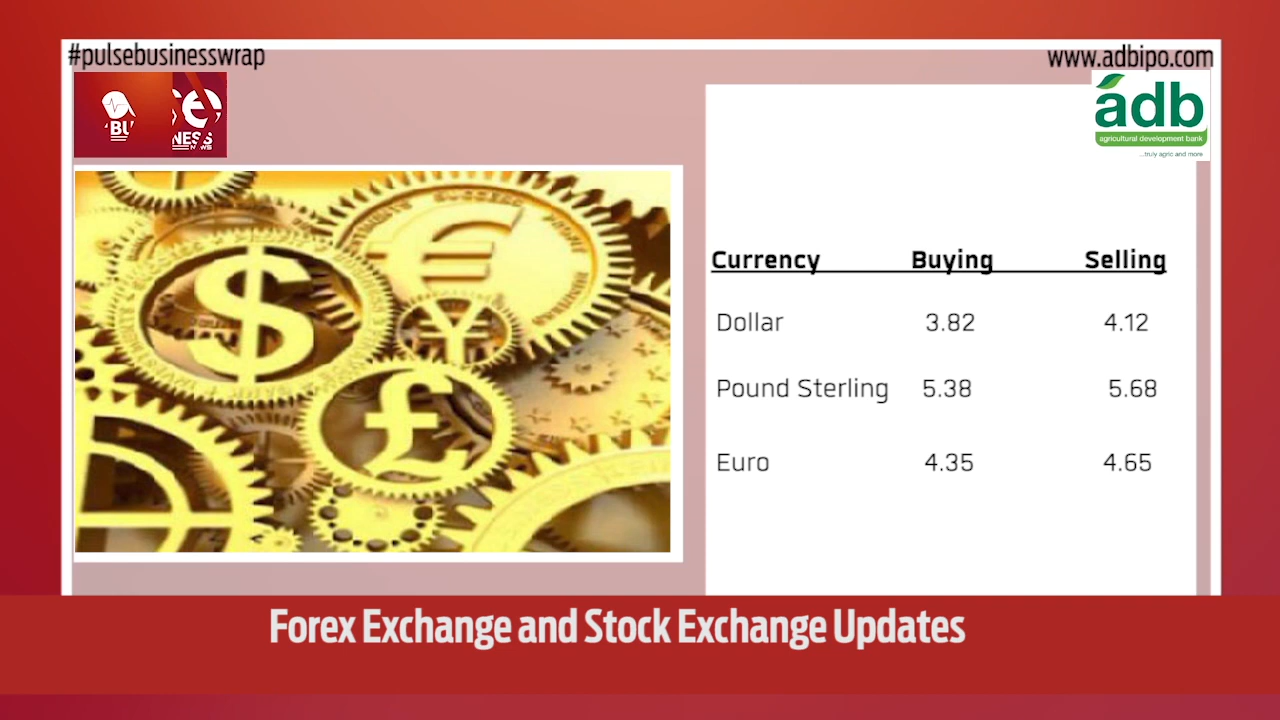 #pulsebusinesswrap
www.adbipo.com
adb
agricultural development bank
...truly agric and more
Currency Buying Selling
Dollar 3.82 4.12
Pound Sterling 5.38 5.68
Euro 4.35 4.65
Forex Exchange and Stock Exchange Updates